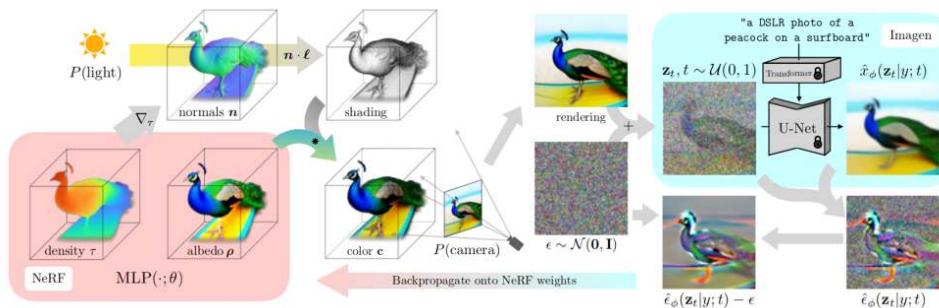 "a DSLR photo of a
peacock on a surfboard"
Imagen
P(light)
n · ℓ
z_t, t ∼ U(0, 1)
Transformer
x̂_ϕ(z_t|y; t)
normals n
shading
rendering
+
U-Net
∇_τ
*
density τ
albedo ρ
color c
P(camera)
ϵ ∼ N(0, I)
NeRF
MLP(·; θ)
Backpropagate onto NeRF weights
ϵ̂_ϕ(z_t|y; t) − ϵ
ϵ̂_ϕ(z_t|y; t)